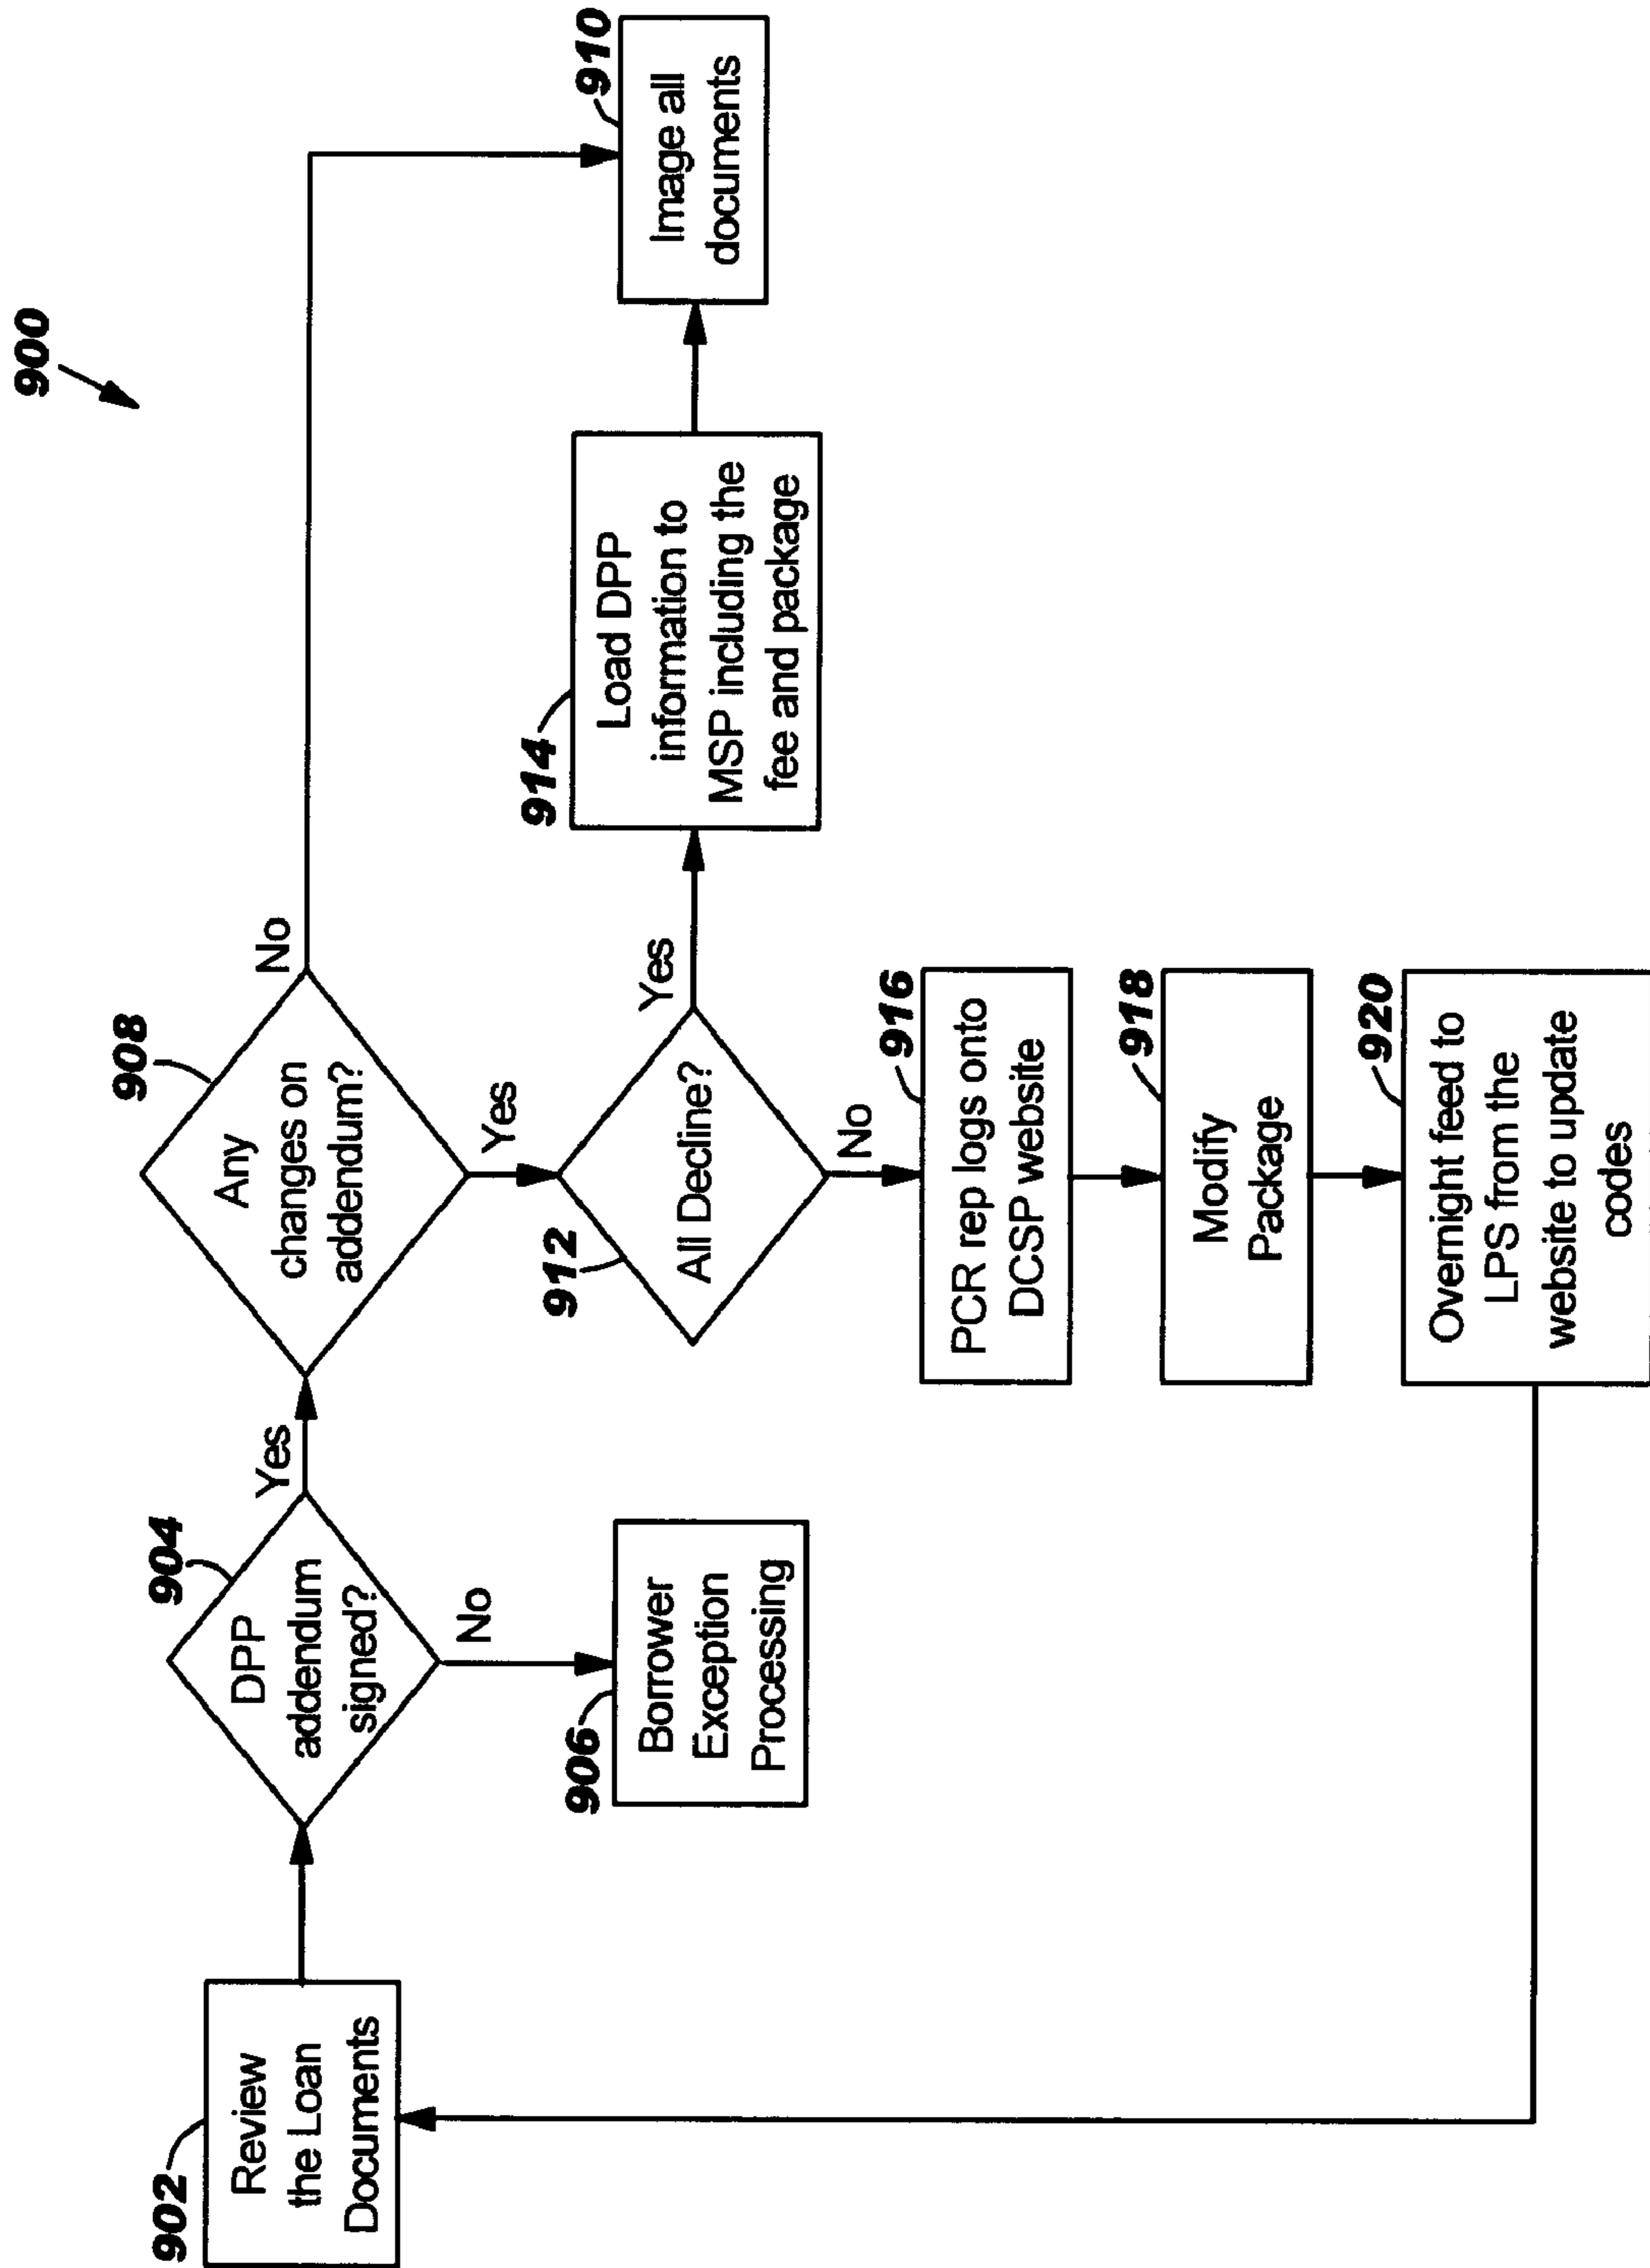 900
902
Review
the Loan
Documents
904
DPP
addendum
signed?
Yes
No
906
Borrower
Exception
Processing
908
Any
changes on
addendum?
No
Yes
910
Image all
documents
912
All Decline?
Yes
No
914
Load DPP
information to
MSP including the
fee and package
916
PCR rep logs onto
DCSP website
918
Modify
Package
920
Overnight feed to
LPS from the
website to update
codes